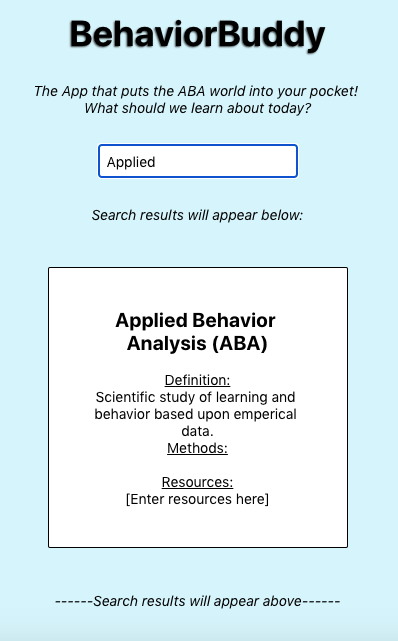 BehaviorBuddy
The App that puts the ABA world into your pocket!
What should we learn about today?
Applied
Search results will appear below:
Applied Behavior
Analysis (ABA)
Definition:
Scientific study of learning and
behavior based upon emperical
data.
Methods:
Resources:
[Enter resources here]
------Search results will appear above------